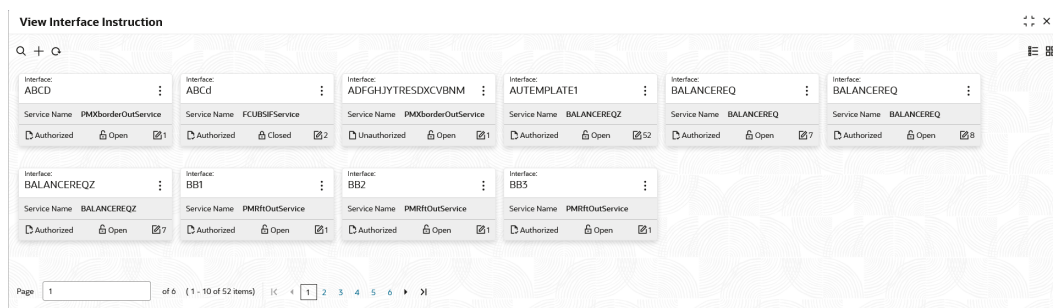 View Interface Instruction
Interface: Interface: Interface: Interface: Interface: Interface:
ABCD ABCd ADFGHJYTRESDXCVBNM AUTEMPLATE1 BALANCEREQ BALANCEREQ
Service Name PMXborderOutService Service Name FCUBSIFService Service Name PMXborderOutService Service Name BALANCEREQZ Service Name BALANCEREQ Service Name BALANCEREQ
Authorized Open 1 Authorized Closed 2 Unauthorized Open 1 Authorized Open 52 Authorized Open 7 Authorized Open 8
Interface: Interface: Interface: Interface:
BALANCEREQZ BB1 BB2 BB3
Service Name BALANCEREQZ Service Name PMRftOutService Service Name PMRftOutService Service Name PMRftOutService
Authorized Open 7 Authorized Open 1 Authorized Open 1 Authorized Open 1
Page 1 of 6 ( 1 - 10 of 52 items) 1 2 3 4 5 6